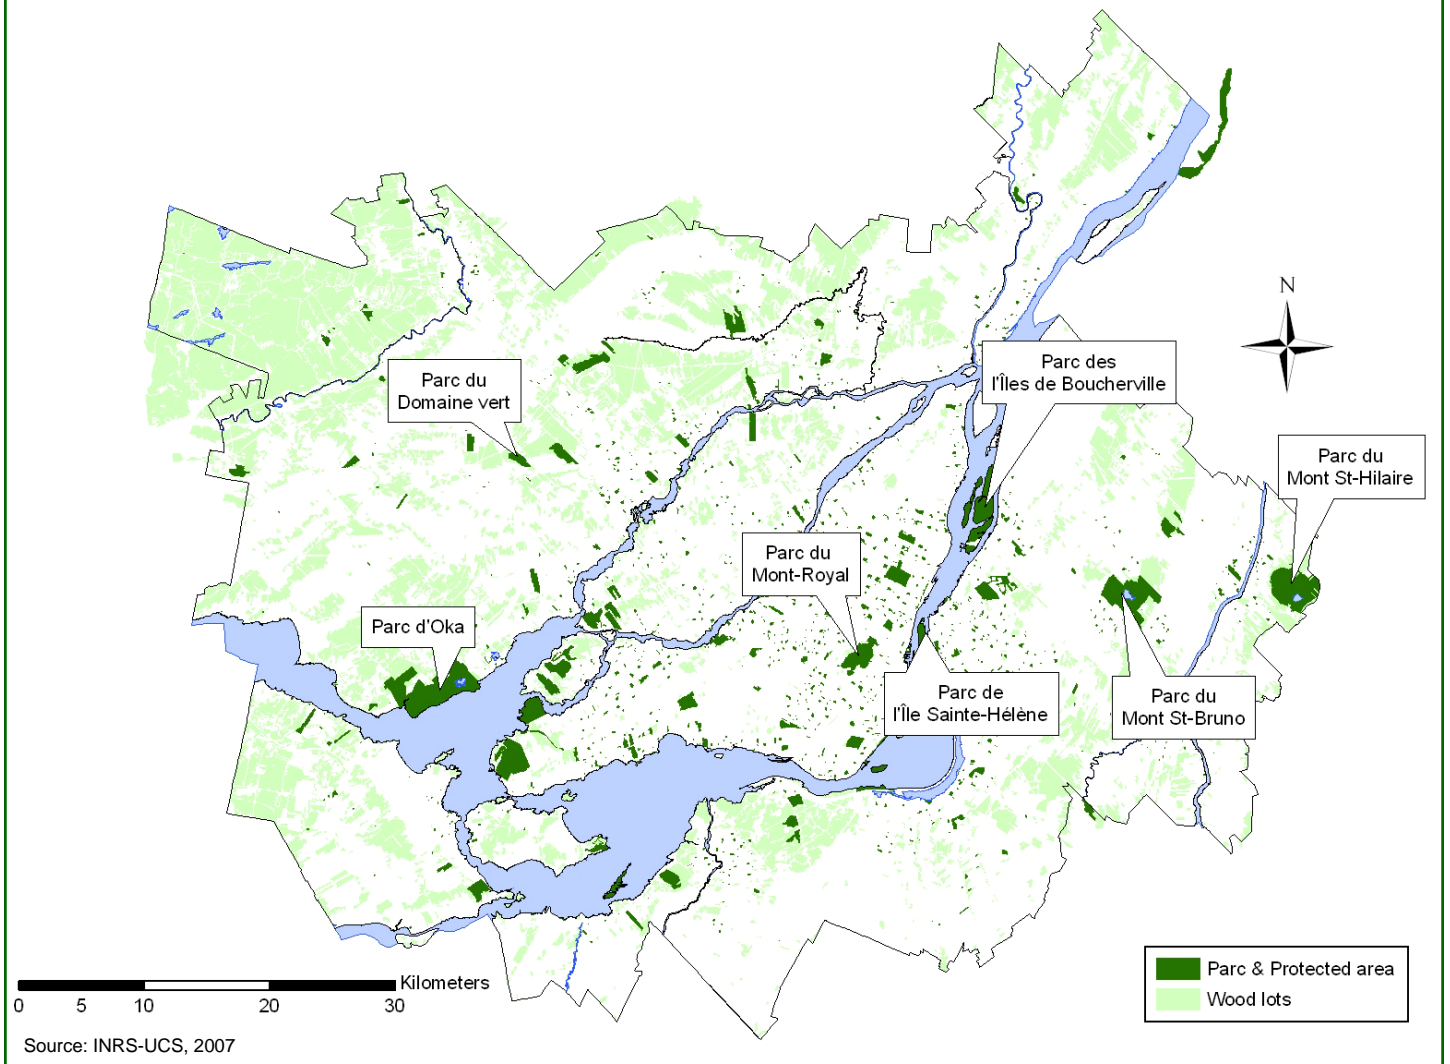 N
Parc des
l'Îles de Boucherville
Parc du
Domaine vert
Parc du
Mont St-Hilaire
Parc du
Mont-Royal
Parc d'Oka
Parc de
l'Île Sainte-Hélène
Parc du
Mont St-Bruno
Kilometers
0 5 10 20 30
Parc & Protected area
Wood lots
Source: INRS-UCS, 2007